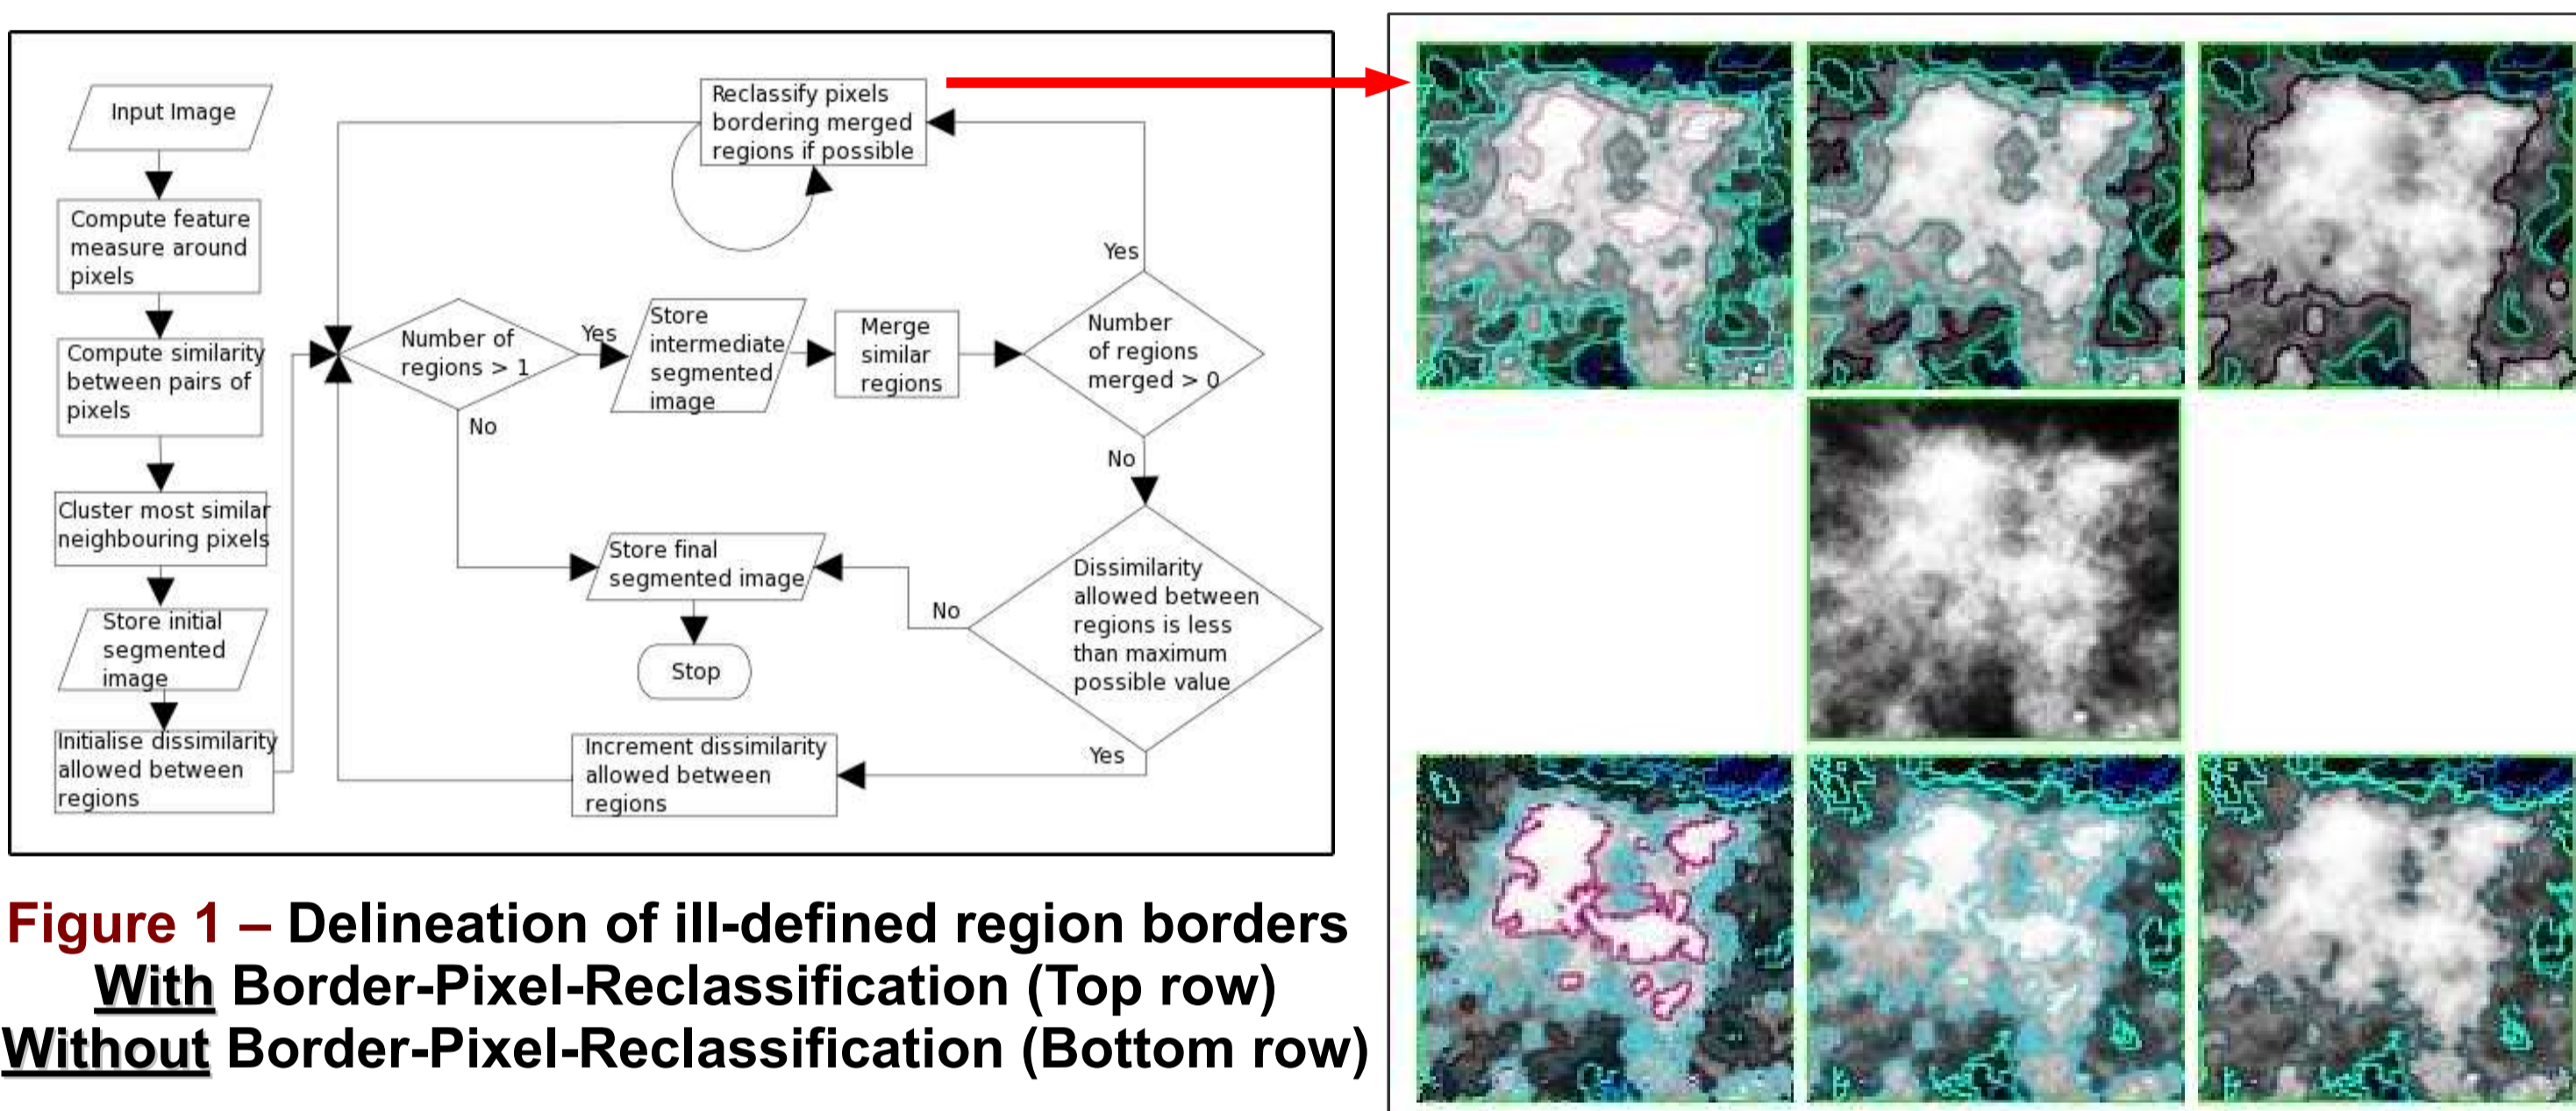 Input Image
Compute feature
measure around
pixels
Compute similarity
between pairs of
pixels
Cluster most similar
neighbouring pixels
Store initial
segmented
image
Initialise dissimilarity
allowed between
regions
Number of
regions > 1
Yes
No
Store
intermediate
segmented
image
Merge
similar
regions
Number
of regions
merged > 0
Yes
No
Reclassify pixels
bordering merged
regions if possible
Dissimilarity
allowed between
regions is less
than maximum
possible value
No
Yes
Store final
segmented image
Stop
Increment dissimilarity
allowed between
regions
Figure 1 – Delineation of ill-defined region borders
With Border-Pixel-Reclassification (Top row)
Without Border-Pixel-Reclassification (Bottom row)